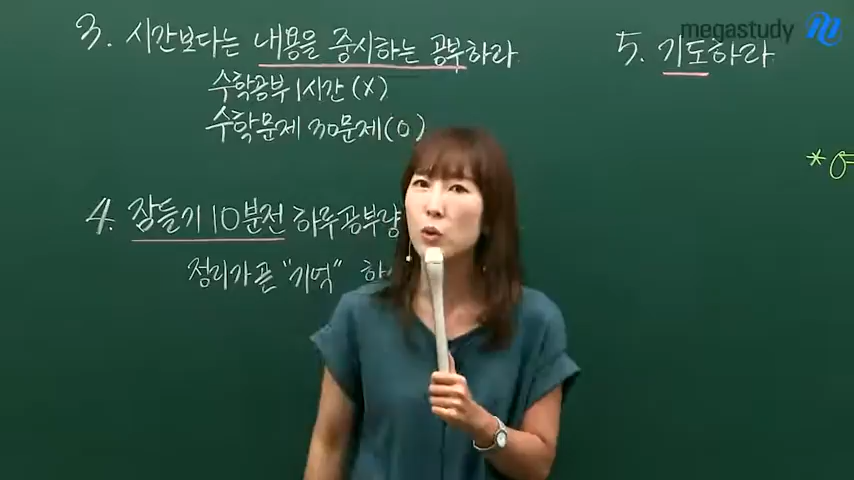 megastudy
3. 시간보다는 내용을 중시하는 공부하라
수학공부 1시간 (X)
수학문제 30문제 (O)
4. 잠들기 10분전 하루공부량
정리가 곧 "기억" 하
5. 기도하라
*